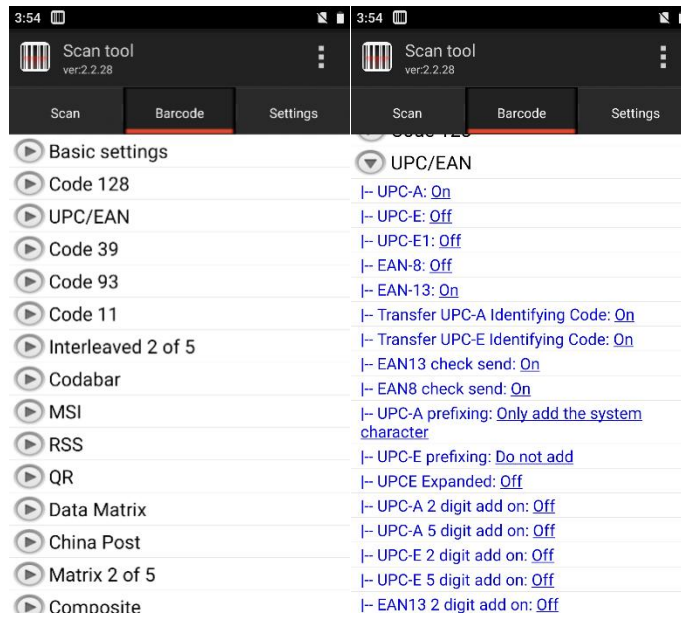 3:54
Scan tool
ver:2.2.28
Scan Barcode Settings
Basic settings
Code 128
UPC/EAN
Code 39
Code 93
Code 11
Interleaved 2 of 5
Codabar
MSI
RSS
QR
Data Matrix
China Post
Matrix 2 of 5
Composite
3:54
Scan tool
ver:2.2.28
Scan Barcode Settings
Code 128
UPC/EAN
|-- UPC-A: On
|-- UPC-E: Off
|-- UPC-E1: Off
|-- EAN-8: Off
|-- EAN-13: On
|-- Transfer UPC-A Identifying Code: On
|-- Transfer UPC-E Identifying Code: On
|-- EAN13 check send: On
|-- EAN8 check send: On
|-- UPC-A prefixing: Only add the system
character
|-- UPC-E prefixing: Do not add
|-- UPCE Expanded: Off
|-- UPC-A 2 digit add on: Off
|-- UPC-A 5 digit add on: Off
|-- UPC-E 2 digit add on: Off
|-- UPC-E 5 digit add on: Off
|-- EAN13 2 digit add on: Off